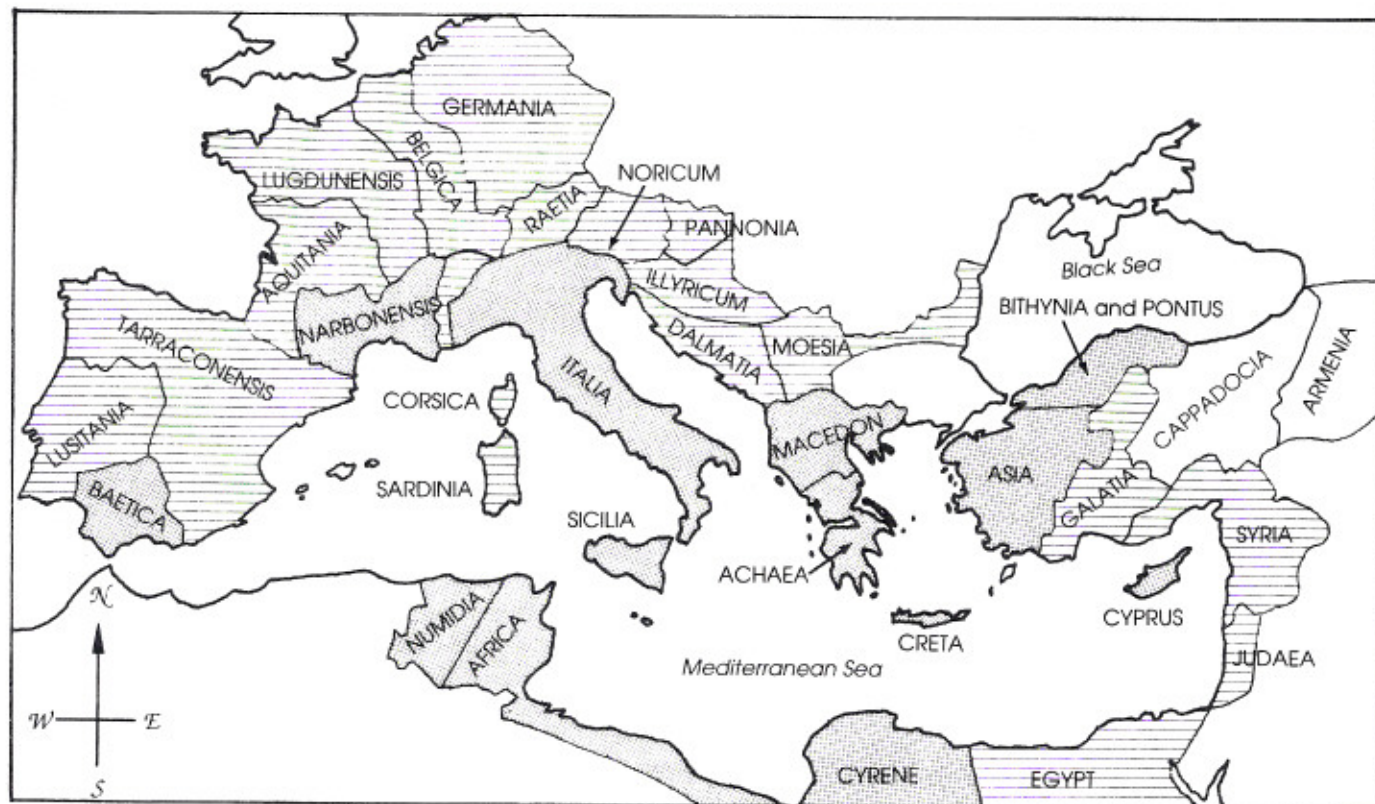 GERMANIA
BELGICA
LUGDUNENSIS
NORICUM
RAETIA
PANNONIA
AQUITANIA
Black Sea
ILLYRICUM
BITHYNIA and PONTUS
NARBONENSIS
TARRACONENSIS
DALMATIA
MOESIA
ITALIA
ARMENIA
CAPPADOCIA
CORSICA
LUSITANIA
MACEDON
ASIA
SARDINIA
BAETICA
GALATIA
SICILIA
SYRIA
ACHAEA
N
CYPRUS
NUMIDIA
AFRICA
CRETA
JUDAEA
Mediterranean Sea
W E
S
CYRENE
EGYPT